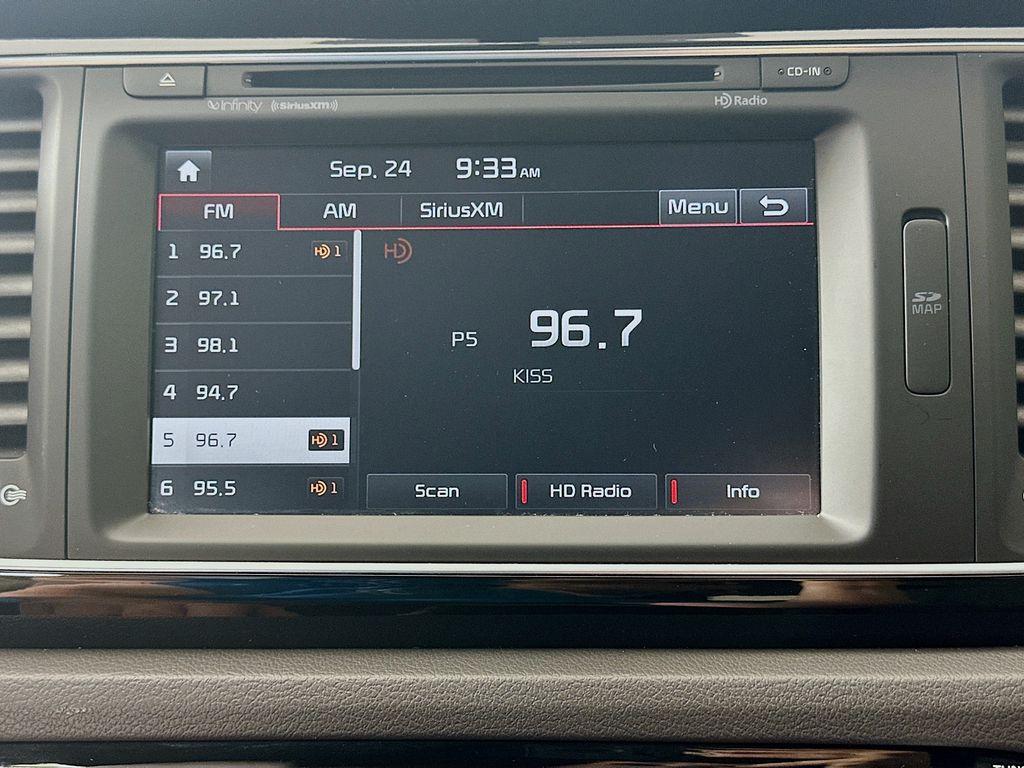 CD-IN
Infinity ((SiriusXM))
HD Radio
Sep. 24 9:33 AM
FM AM SiriusXM Menu
1 96.7 HD 1
HD
2 97.1
3 98.1
P5 96.7
KISS
4 94.7
5 96.7 HD 1
6 95.5 HD 1
Scan HD Radio Info
SD
MAP